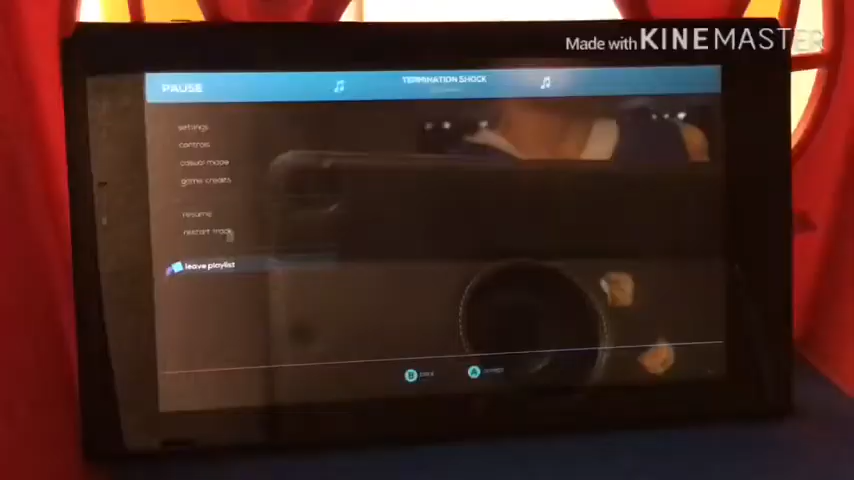 Made with KINEMASTER
PAUSE
TERMINATION SHOCK
settings
controls
casual mode
game credits
resume
restart track
leave playlist
B
A